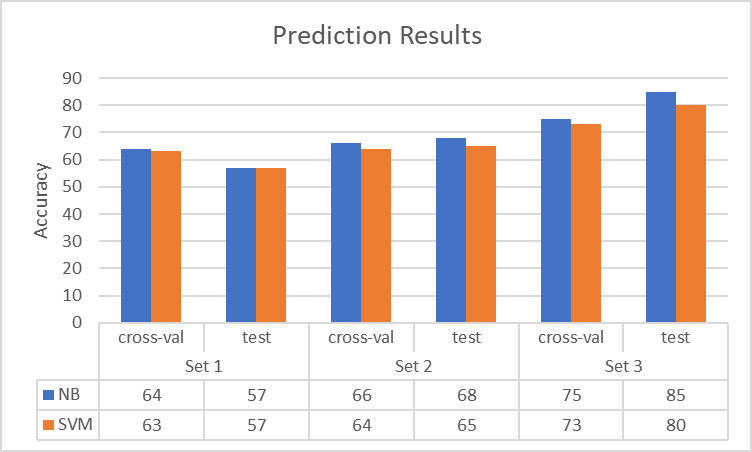 Prediction Results
Accuracy
90
80
70
60
50
40
30
20
10
0
cross-val test cross-val test cross-val test
Set 1 Set 2 Set 3
NB 64 57 66 68 75 85
SVM 63 57 64 65 73 80